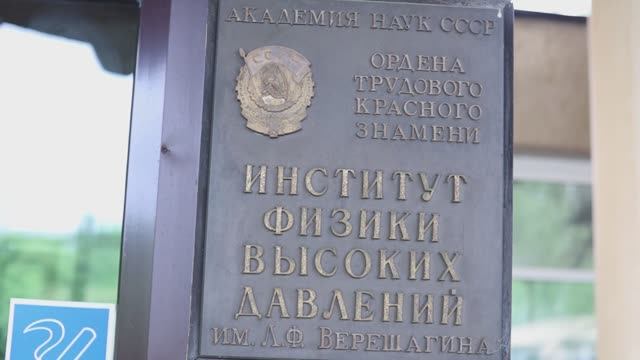 АКАДЕМИЯ НАУК СССР
ОРДЕНА
ТРУДОВОГО
КРАСНОГО
ЗНАМЕНИ
ИНСТИТУТ
ФИЗИКИ
ВЫСОКИХ
ДАВЛЕНИЙ
ИМ. Л.Ф. ВЕРЕЩАГИНА